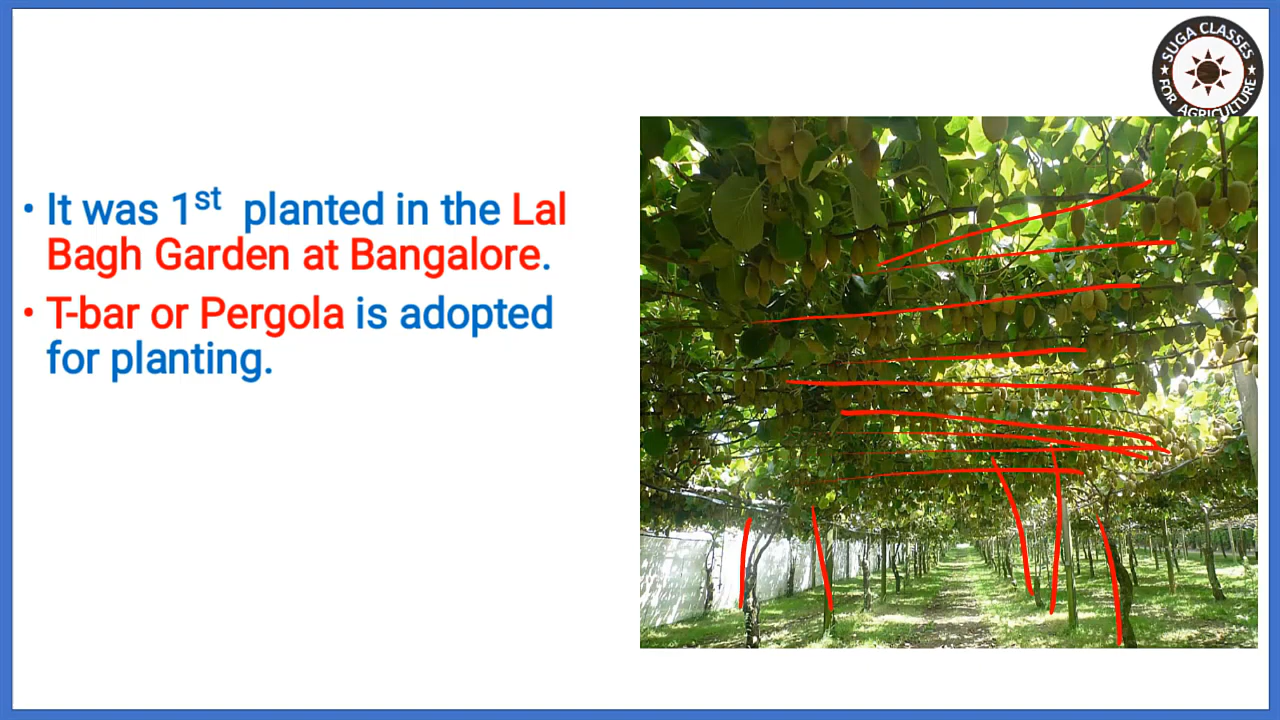 SUGA CLASSES
FOR AGRICULTURE
• It was 1st planted in the Lal
Bagh Garden at Bangalore.
• T-bar or Pergola is adopted
for planting.